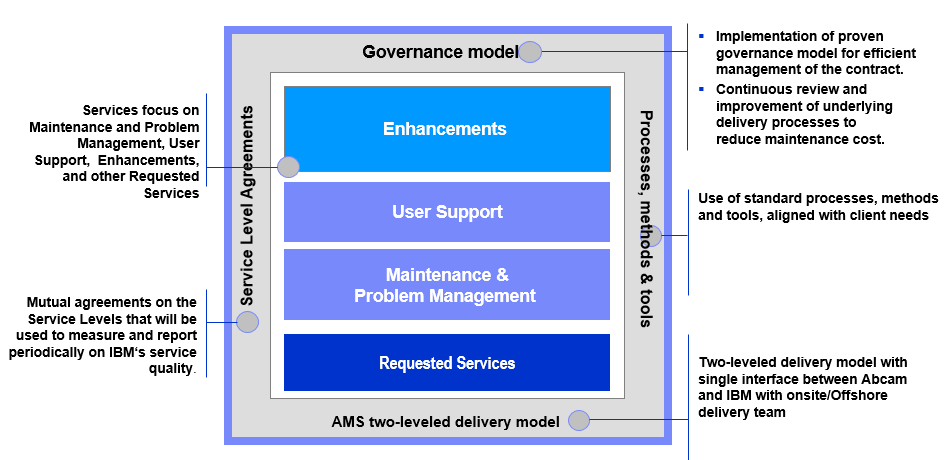 Governance model
Implementation of proven
governance model for efficient
management of the contract.
Continuous review and
improvement of underlying
delivery processes to
reduce maintenance cost.
Services focus on
Maintenance and Problem
Management, User
Support, Enhancements,
and other Requested
Services
Service Level Agreements
Enhancements
User Support
Maintenance &
Problem Management
Requested Services
Processes, methods & tools
Use of standard processes, methods
and tools, aligned with client needs
Mutual agreements on the
Service Levels that will be
used to measure and report
periodically on IBM‘s service
quality.
Two-leveled delivery model with
single interface between Abcam
and IBM with onsite/Offshore
delivery team
AMS two-leveled delivery model